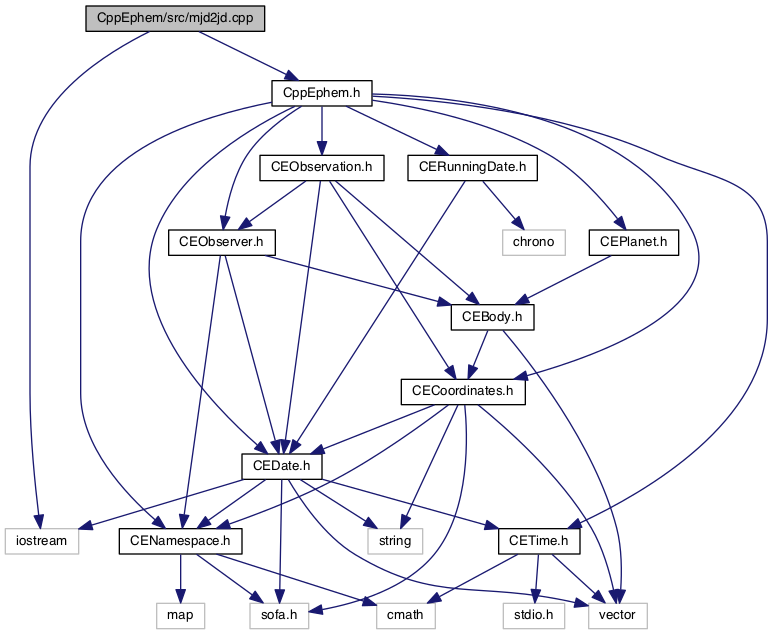 CppEphem/src/mjd2jd.cpp
CppEphem.h
CEObservation.h
CERunningDate.h
CEObserver.h
chrono
CEPlanet.h
CEBody.h
CECoordinates.h
CEDate.h
iostream
CENamespace.h
string
CETime.h
map
sofa.h
cmath
stdio.h
vector